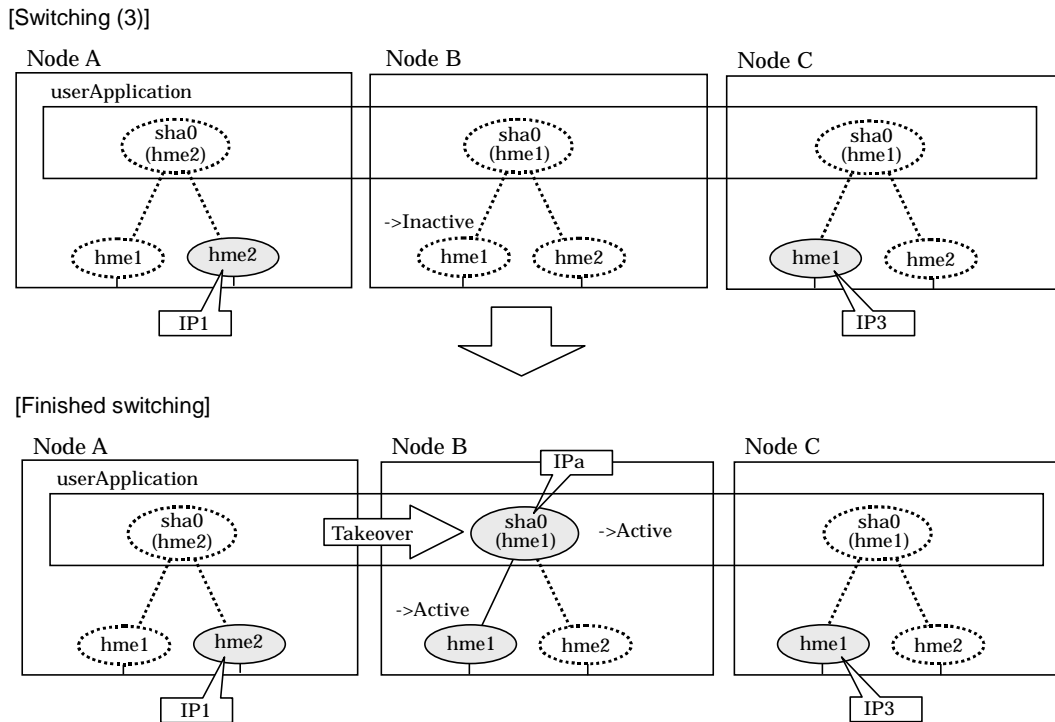 [Switching (3)]
Node A
Node B
Node C
userApplication
sha0
(hme2)
sha0
(hme1)
sha0
(hme1)
->Inactive
hme1
hme2
hme1
hme2
hme1
hme2
IP1
IP3
[Finished switching]
Node A
Node B
Node C
IPa
userApplication
sha0
(hme2)
Takeover
sha0
(hme1)
->Active
sha0
(hme1)
->Active
hme1
hme2
hme1
hme2
hme1
hme2
IP1
IP3